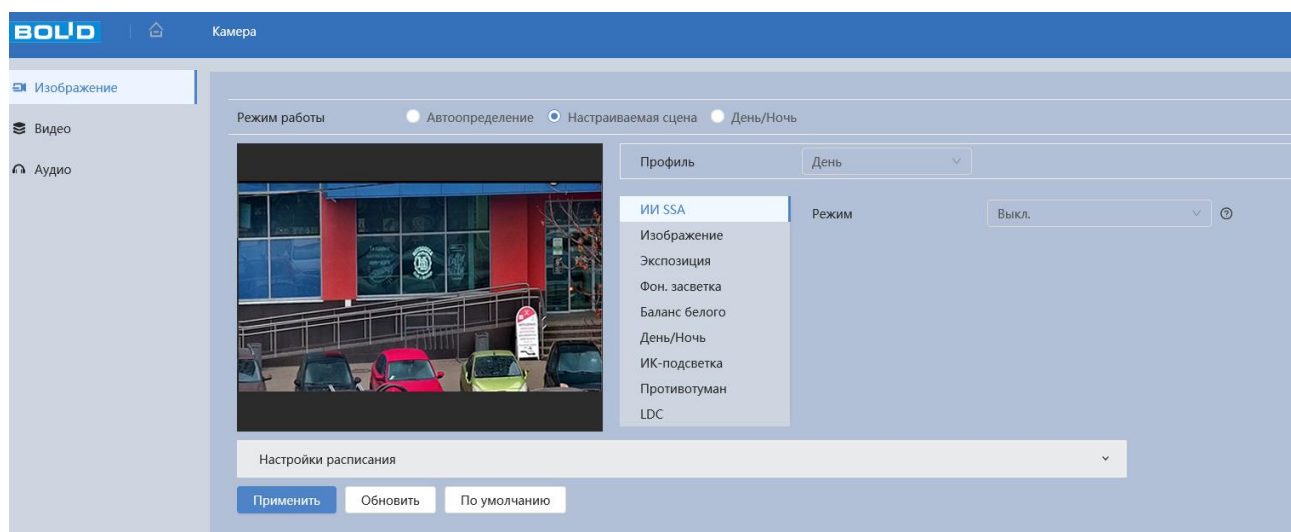 BOLID
Камера
Изображение
Видео
Аудио
Режим работы Автоопределение Настраиваемая сцена День/Ночь
Профиль День
ИИ SSA
Изображение
Экспозиция
Фон. засветка
Баланс белого
День/Ночь
ИК-подсветка
Противотуман
LDC
Режим Выкл.
Настройки расписания
Применить Обновить По умолчанию